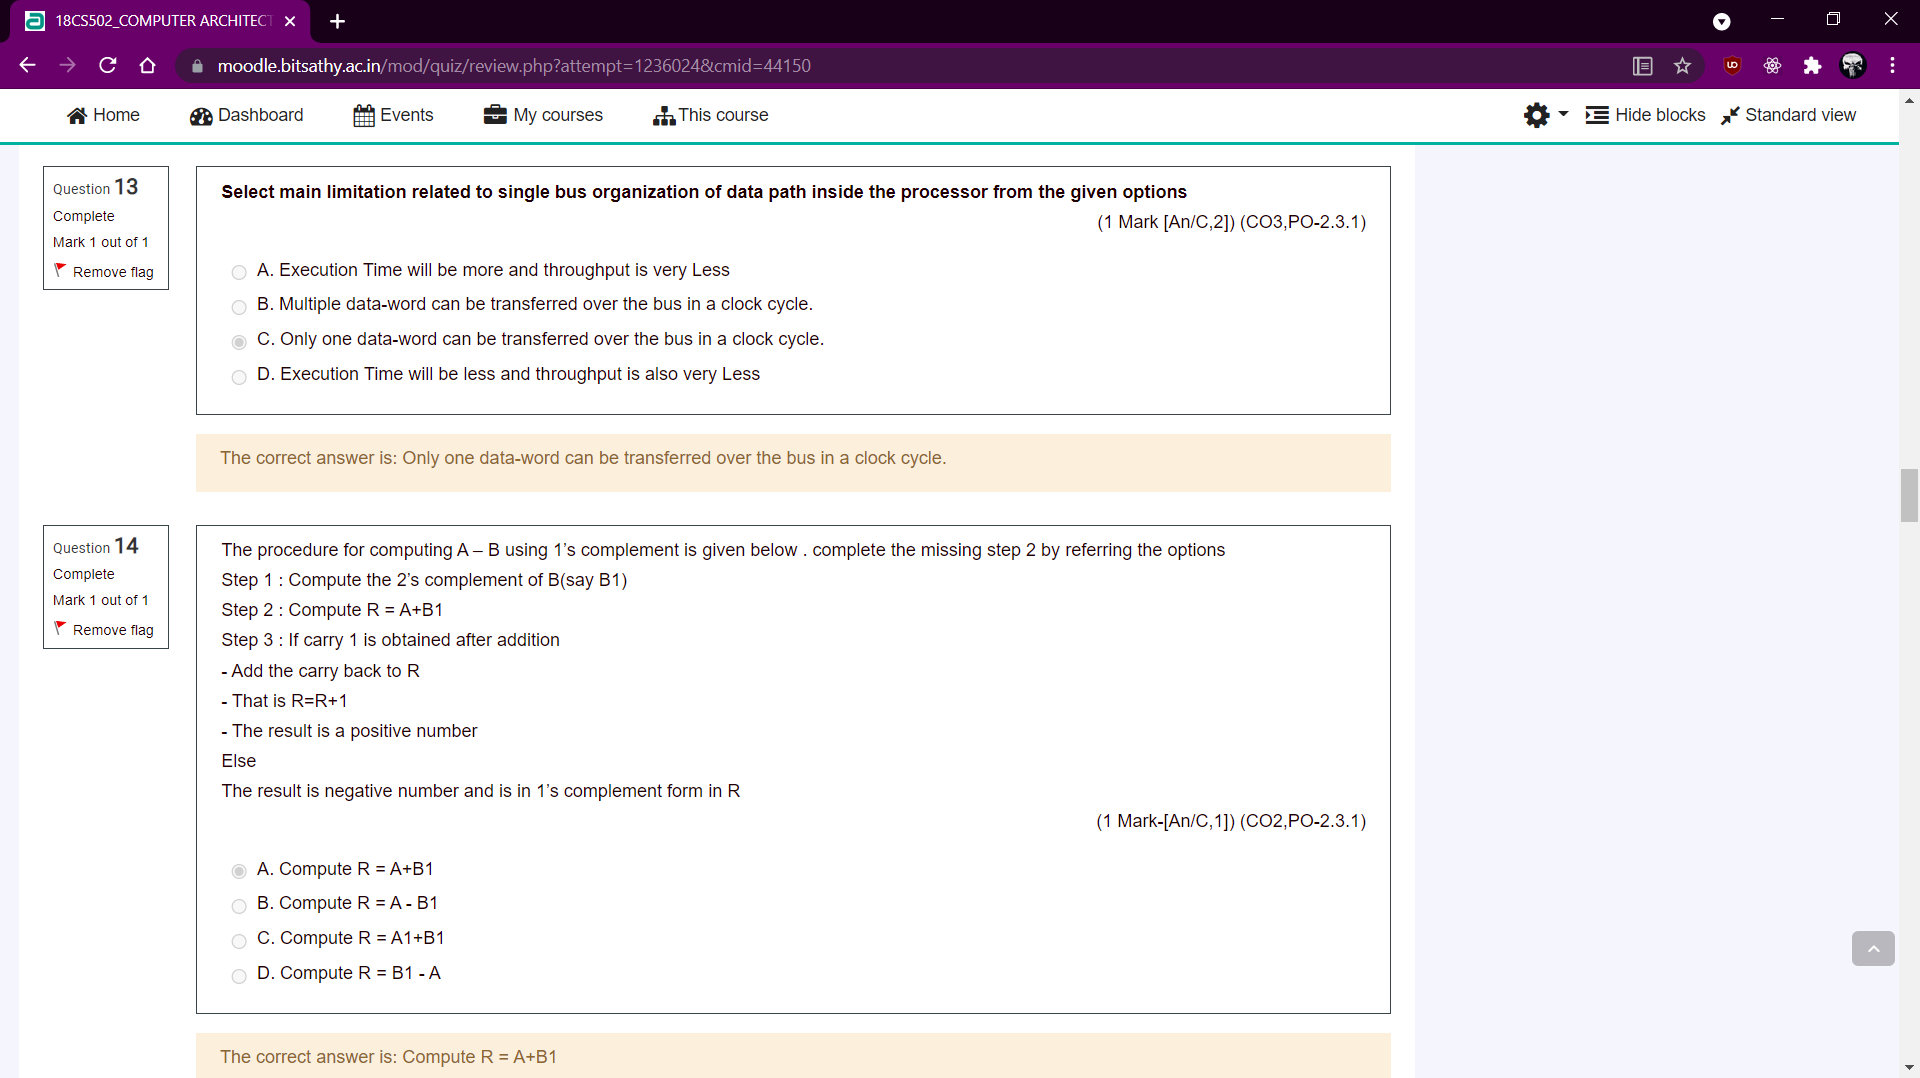 18CS502_COMPUTER ARCHITECT
moodle.bitsathy.ac.in/mod/quiz/review.php?attempt=1236024&cmid=44150
Home Dashboard Events My courses This course Hide blocks Standard view
Question 13
Complete
Mark 1 out of 1
Remove flag
Select main limitation related to single bus organization of data path inside the processor from the given options
(1 Mark [An/C,2]) (CO3,PO-2.3.1)
A. Execution Time will be more and throughput is very Less
B. Multiple data-word can be transferred over the bus in a clock cycle.
C. Only one data-word can be transferred over the bus in a clock cycle.
D. Execution Time will be less and throughput is also very Less
The correct answer is: Only one data-word can be transferred over the bus in a clock cycle.
Question 14
Complete
Mark 1 out of 1
Remove flag
The procedure for computing A – B using 1’s complement is given below . complete the missing step 2 by referring the options
Step 1 : Compute the 2’s complement of B(say B1)
Step 2 : Compute R = A+B1
Step 3 : If carry 1 is obtained after addition
- Add the carry back to R
- That is R=R+1
- The result is a positive number
Else
The result is negative number and is in 1’s complement form in R
(1 Mark-[An/C,1]) (CO2,PO-2.3.1)
A. Compute R = A+B1
B. Compute R = A - B1
C. Compute R = A1+B1
D. Compute R = B1 - A
The correct answer is: Compute R = A+B1